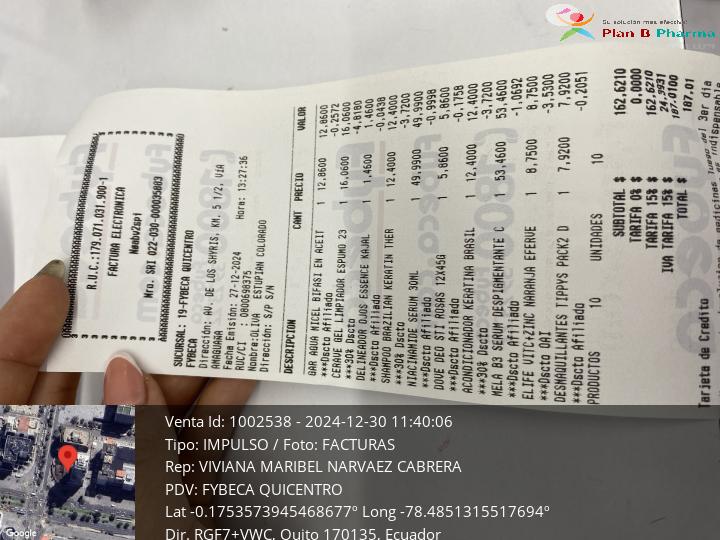 Su solución más efectiva!
Plan B Pharma
R.U.C.:179.071.031.900-1
FACTURA ELECTRONICA
Nmnbv2spi
Nro. SRI 022-030-000035083
SUCURSAL: 19-FYBECA QUICENTRO
FYBECA
Dirección: AV. DE LOS SHYRIS, KM. 5 1/2, VIA
AMAGUAÑA
Fecha Emisión: 27-12-2024 Hora: 13:27:36
RUC/CI : 0800698375
Nombre:OLIVA ESTUPIAN COLORADO
Dirección: S/P S/N
DESCRIPCION CANT PRECIO VALOR
GAR AGUA MICEL BIFASI EN ACEIT 1 12.8600 12.8600
***Dscto Afiliado -0.2572
CERAVE GEL LIMPIADOR ESPUMO 23 1 16.0600 16.0600
***30% Dscto -4.8180
DELINEADOR OJOS ESSENCE KAJAL 1 1.4600 1.4600
***Dscto Afiliado -0.0438
SHAMPOO BRAZILIAN KERATIN THER 1 12.4000 12.4000
***30% Dscto -3.7200
NIACINAMIDE SERUM 30ML 1 49.9900 49.9900
***Dscto Afiliado -0.9998
DOVE DEO STI ROSAS 12X45G 1 5.8600 5.8600
***Dscto Afiliado -0.1758
ACONDICIONADOR KERATINA BRASIL 1 12.4000 12.4000
***30% Dscto -3.7200
MELA B3 SERUM DESPIGMENTANTE C 1 53.4600 53.4600
***Dscto Afiliado -1.0692
ELIFE VITC+ZINC NARANJA EFERVE 1 8.7500 8.7500
***Dscto OAI -3.5300
DESMAQUILLANTES TIPPYS PACK2 D 1 7.9200 7.9200
***Dscto Afiliado -0.2051
PRODUCTOS 10 UNIDADES 10
SUBTOTAL $ 162,6210
TARIFA 0% $ 0,0000
TARIFA 15% $ 162,6210
IVA TARIFA 15% $ 24,3931
TOTAL $ 187,0100
187,01
Tarjeta de Credito
Venta Id: 1002538 - 2024-12-30 11:40:06
Tipo: IMPULSO / Foto: FACTURAS
Rep: VIVIANA MARIBEL NARVAEZ CABRERA
PDV: FYBECA QUICENTRO
Lat -0.1753573945468677º Long -78.4851315517694º
Dir. RGF7+VWC, Quito 170135, Ecuador
Google